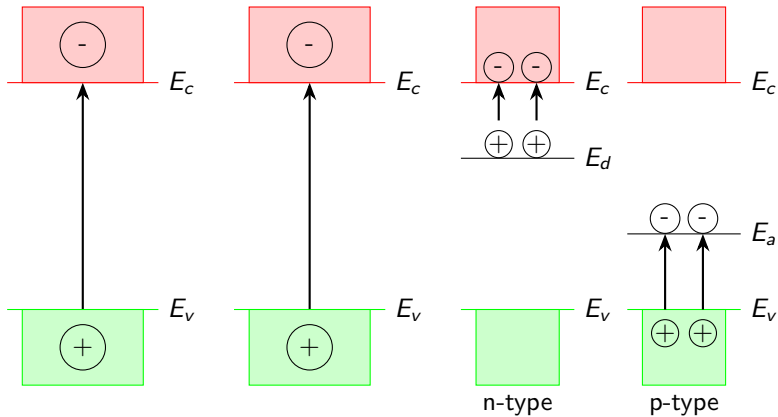 - - - - 
E_c E_c E_c E_c
+ +
E_d
- -
E_a
E_v E_v E_v E_v
+ + + +
n-type p-type